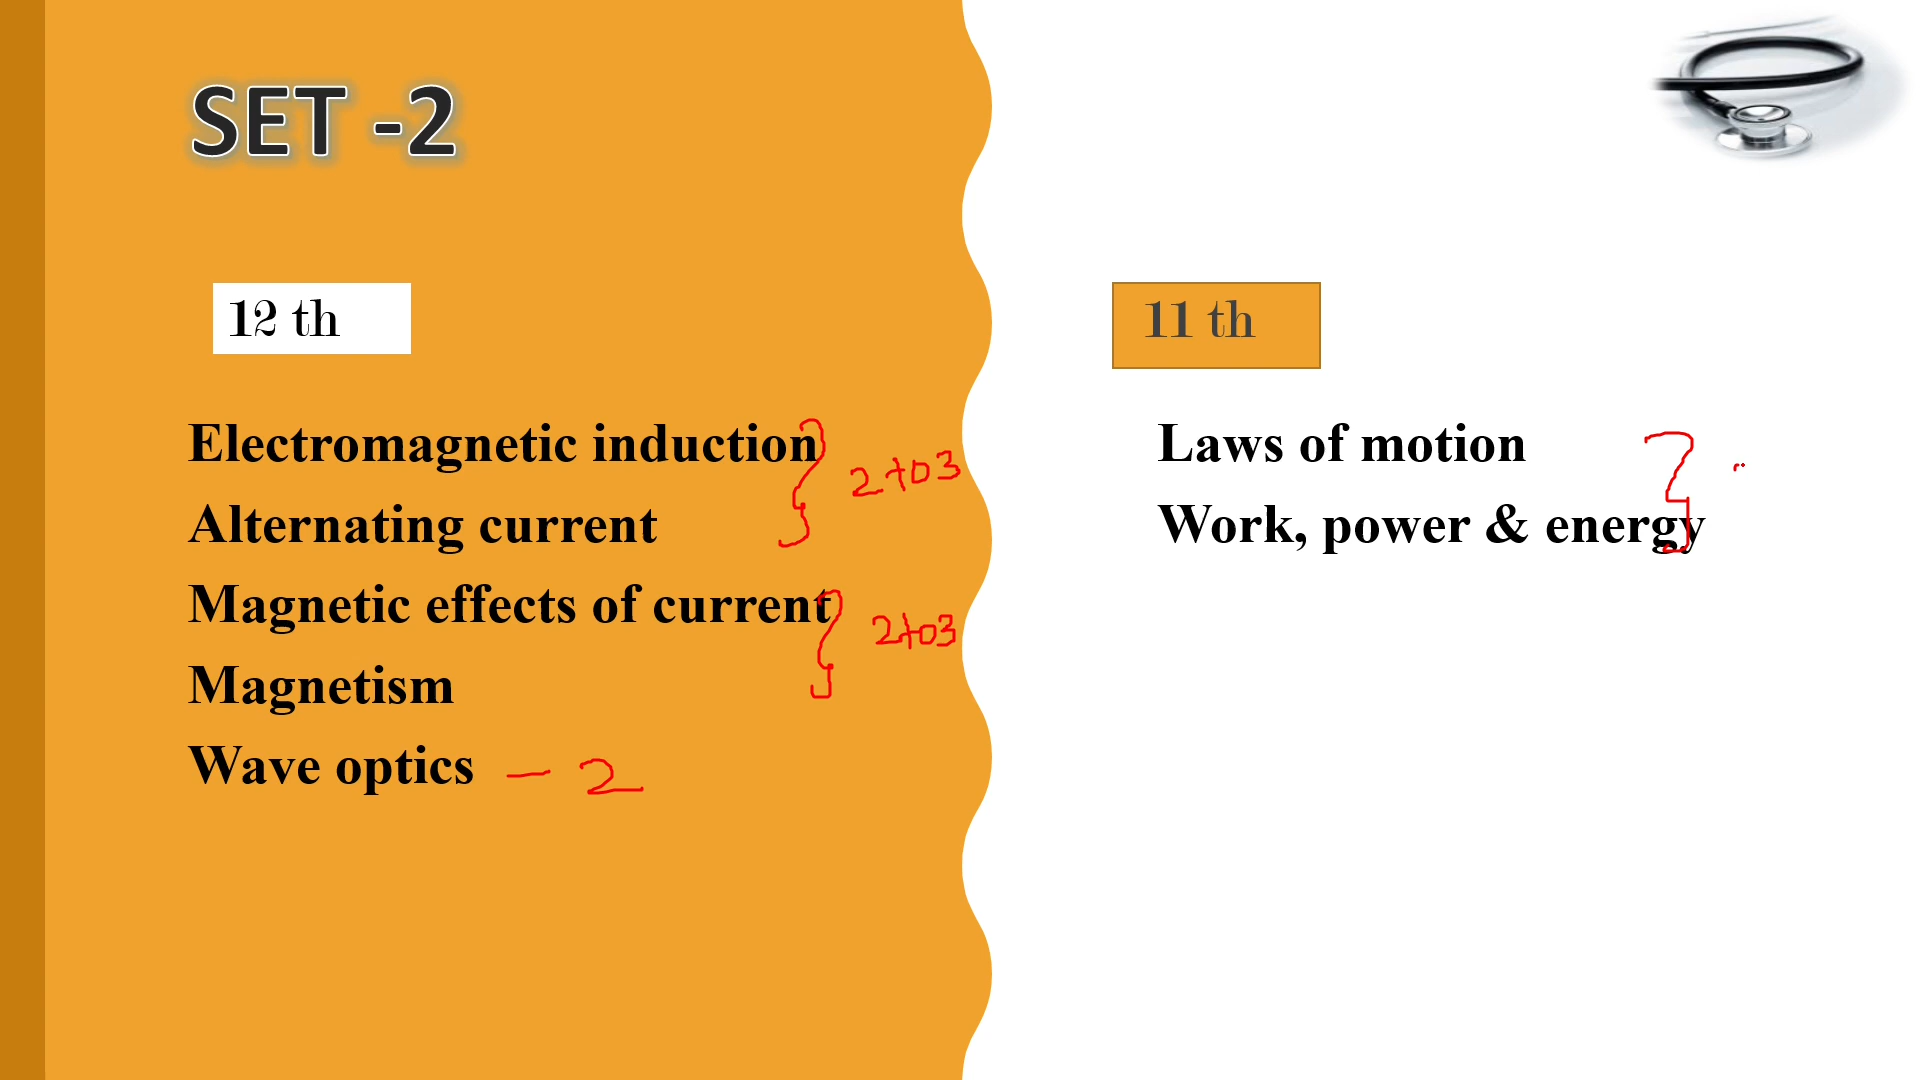 SET -2
12 th
Electromagnetic induction
Alternating current
2 to 3
Magnetic effects of current
Magnetism
2 to 3
Wave optics - 2
11 th
Laws of motion
Work, power & energy